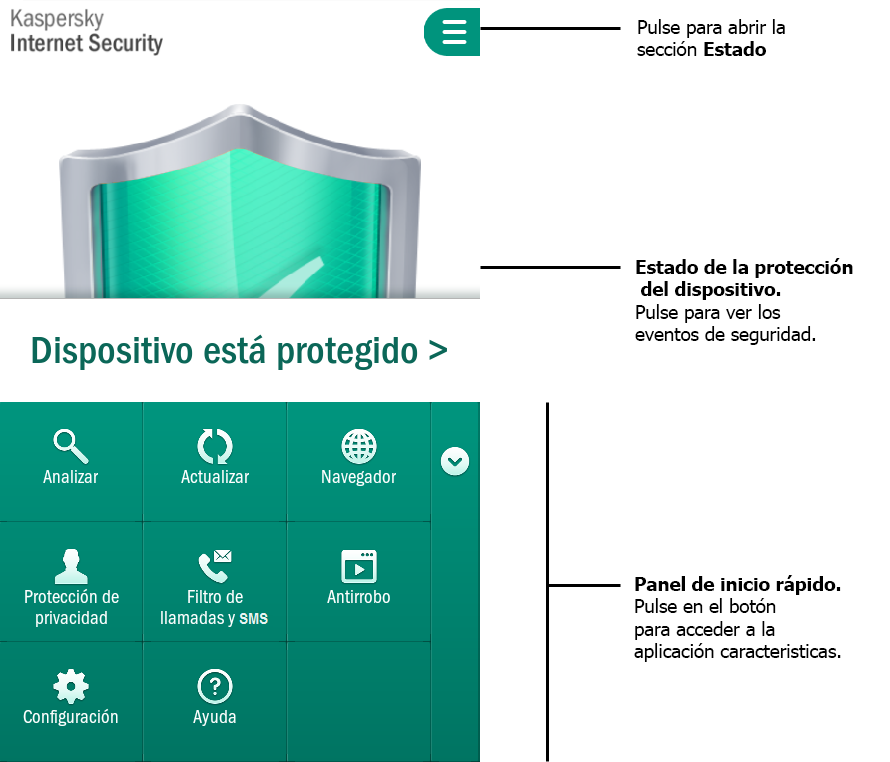 Kaspersky
Internet Security
Pulse para abrir la
sección Estado
Estado de la protección
del dispositivo.
Pulse para ver los
eventos de seguridad.
Dispositivo está protegido >
Analizar
Actualizar
Navegador
Protección de
privacidad
Filtro de
llamadas y SMS
Antirrobo
Configuración
Ayuda
Panel de inicio rápido.
Pulse en el botón
para acceder a la
aplicación caracteristicas.